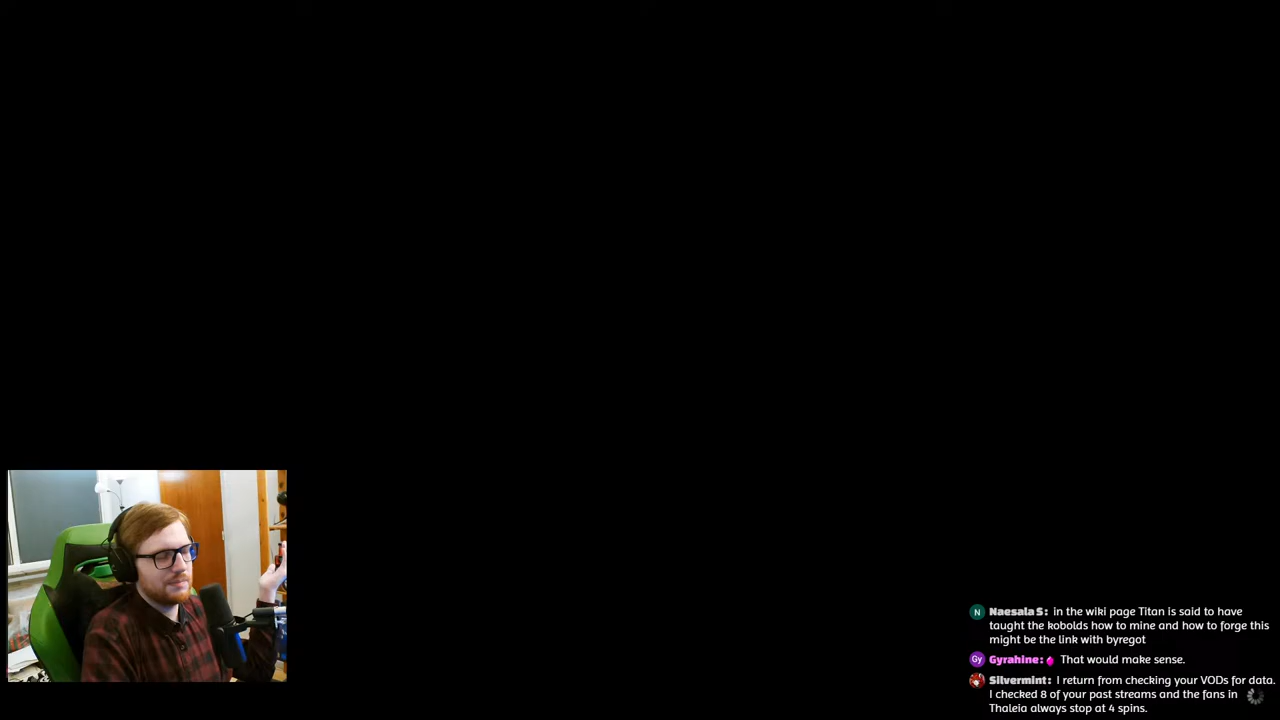 Naesala S: in the wiki page Titan is said to have
taught the kobolds how to mine and how to forge this
might be the link with byregot
Gy Gyrahine: That would make sense.
Silvermint: I return from checking your VODs for data.
I checked 8 of your past streams and the fans in
Thaleia always stop at 4 spins.